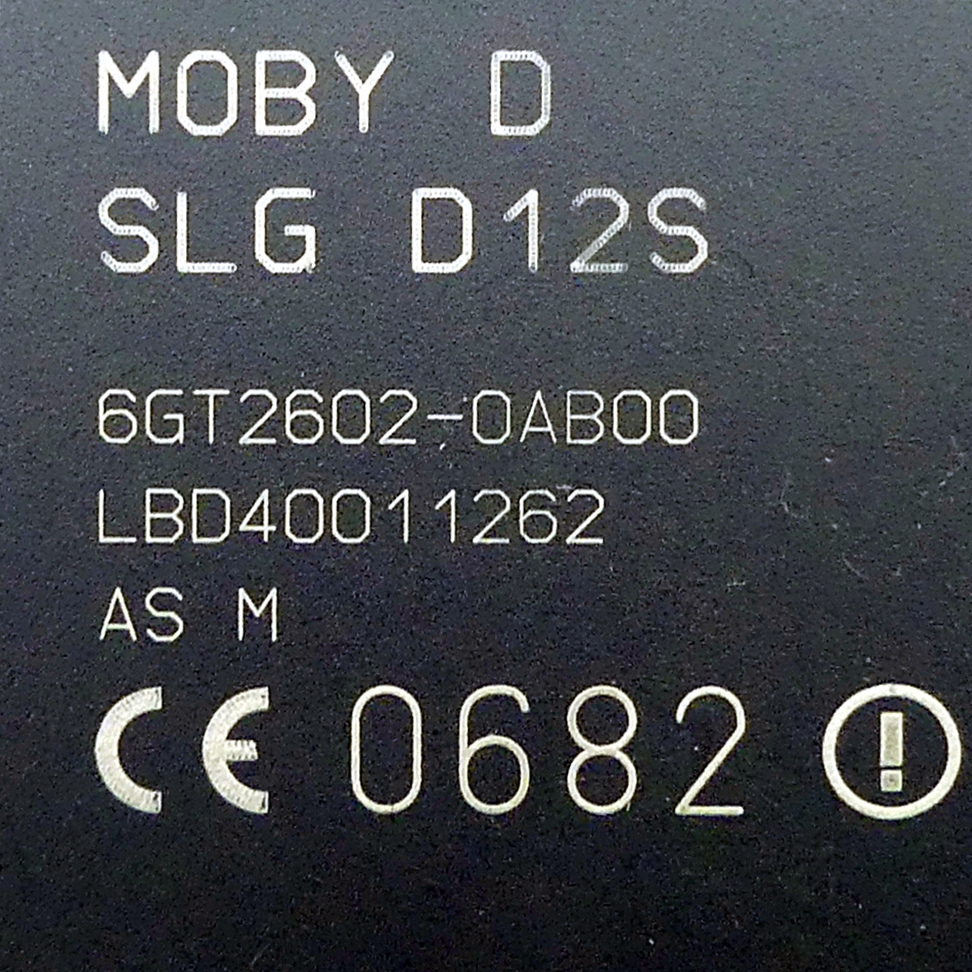 MOBY D
SLG D12S
6GT2602-0AB00
LBD40011262
AS M
CE 0682 !